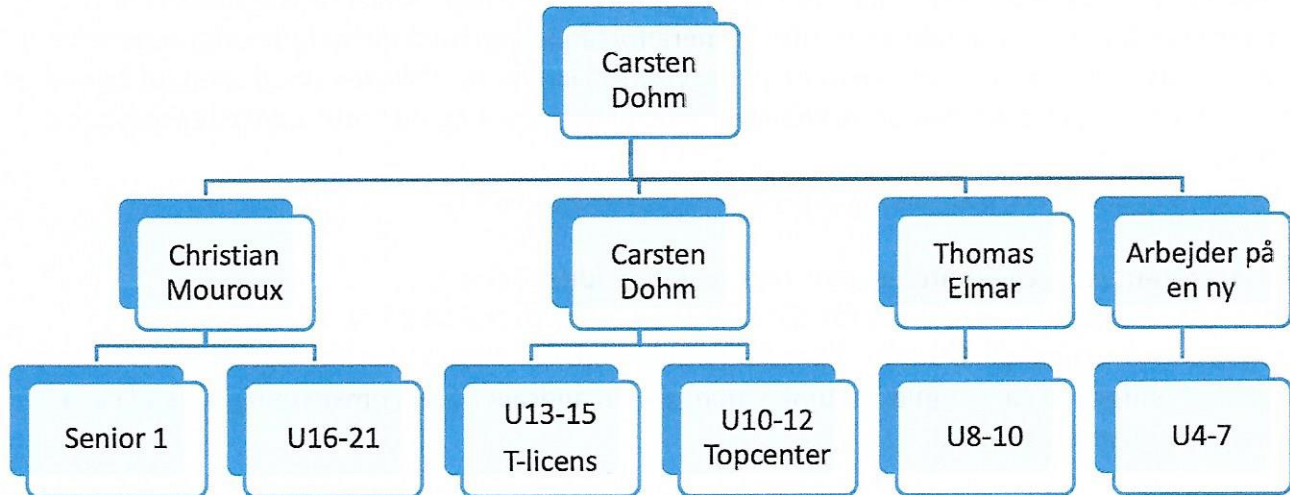 Carsten
Dohm
Christian
Mouroux
Carsten
Dohm
Thomas
Elmar
Arbejder på
en ny
Senior 1
U16-21
U13-15
T-licens
U10-12
Topcenter
U8-10
U4-7